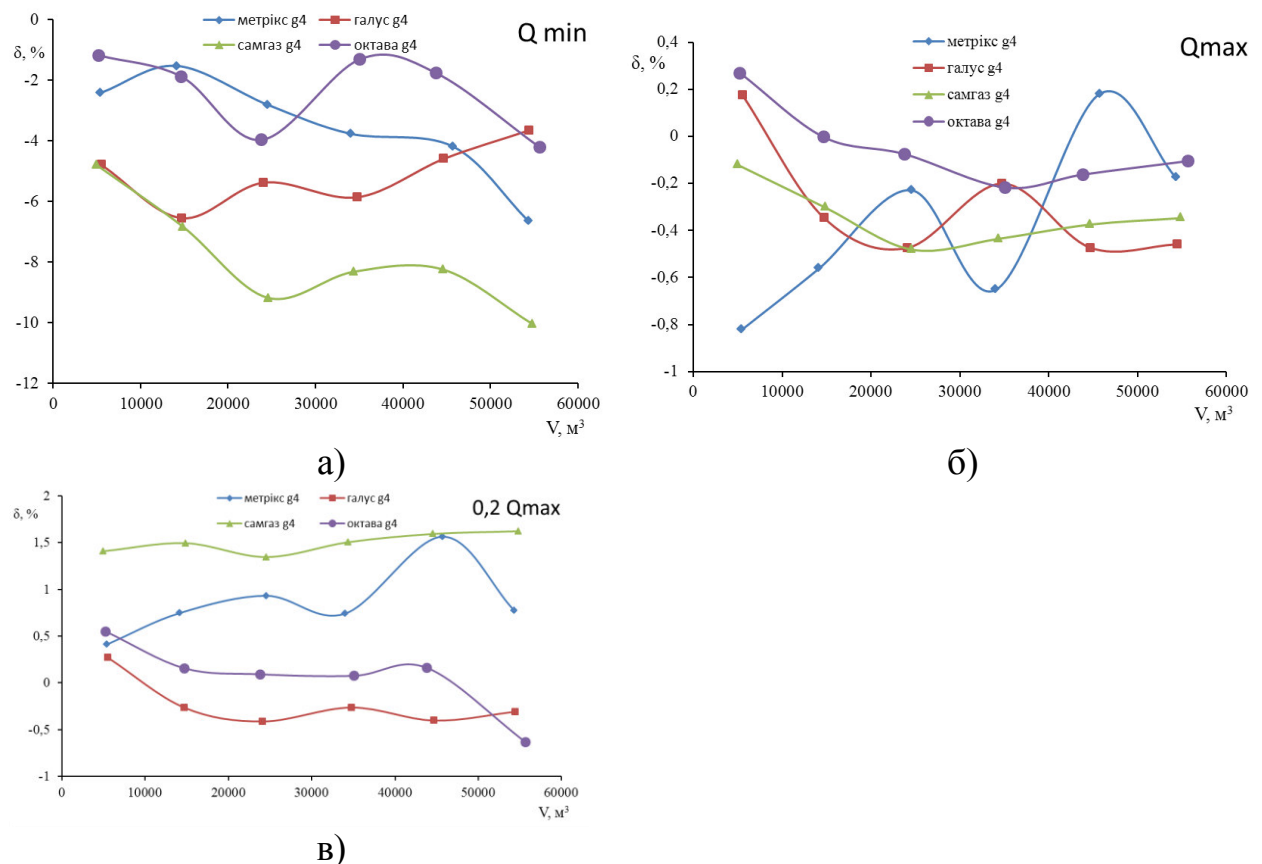 Q min
δ, %
метрікс g4
галус g4
самгаз g4
октава g4
0
-2
-4
-6
-8
-10
-12
0
10000
20000
30000
40000
50000
60000
V, м³
а)
Qmax
δ, %
метрікс g4
галус g4
самгаз g4
октава g4
0,4
0,2
0
-0,2
-0,4
-0,6
-0,8
-1
0
10000
20000
30000
40000
50000
60000
V, м³
б)
0,2 Qmax
δ, %
метрікс g4
галус g4
самгаз g4
октава g4
2
1,5
1
0,5
0
-0,5
-1
0
10000
20000
30000
40000
50000
60000
V, м³
в)